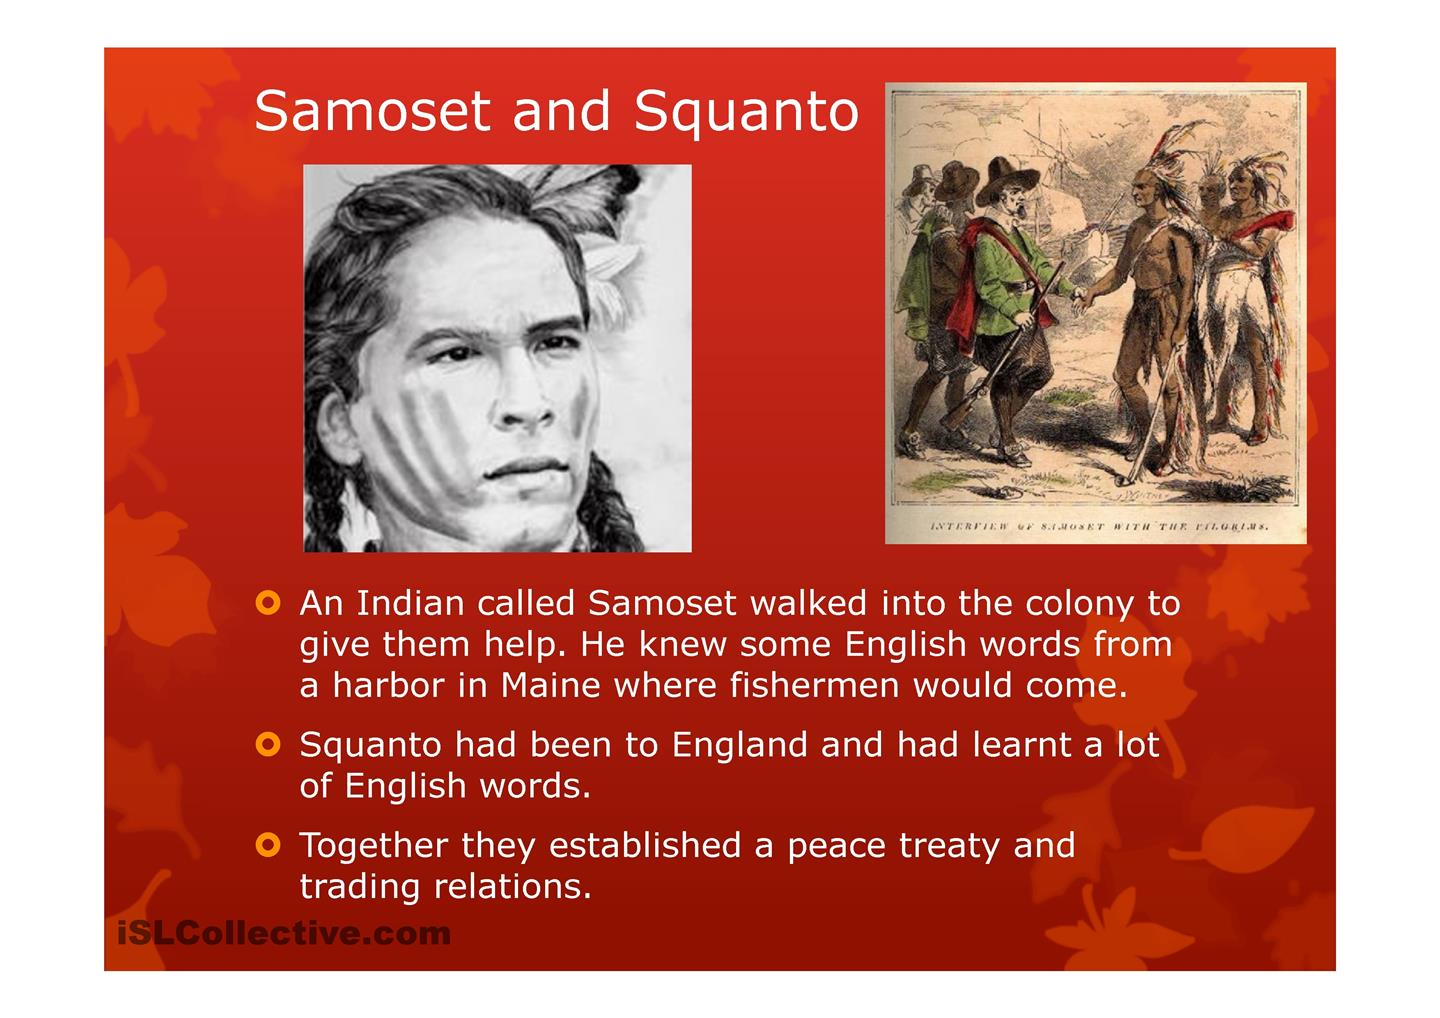 Samoset and Squanto
INTERVIEW OF SAMOSET WITH THE PILGRIMS.
An Indian called Samoset walked into the colony to
give them help. He knew some English words from
a harbor in Maine where fishermen would come.
Squanto had been to England and had learnt a lot
of English words.
Together they established a peace treaty and
trading relations.
iSLCollective.com